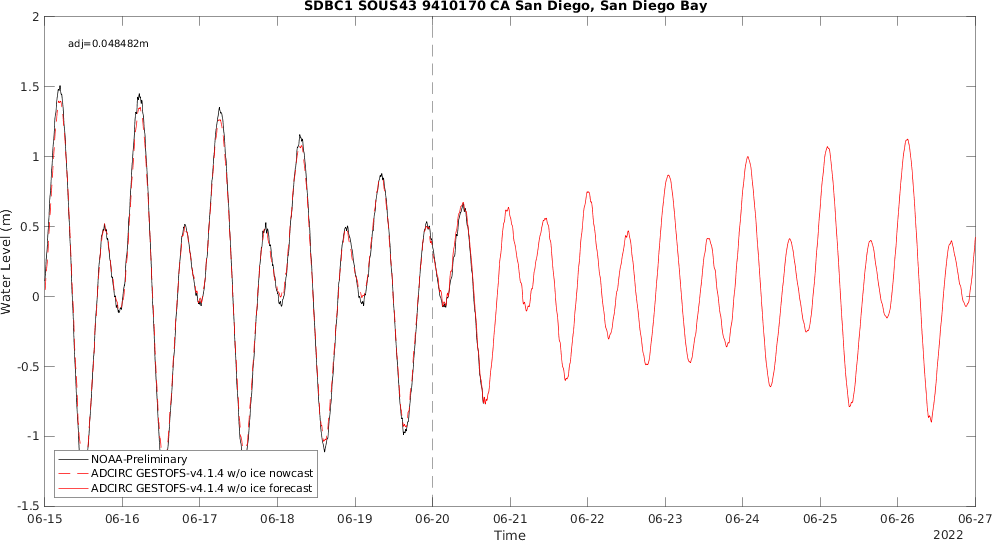 SDBC1 SOUS43 9410170 CA San Diego, San Diego Bay
adj=0.048482m
2
1.5
1
0.5
0
-0.5
-1
-1.5
Water Level (m)
NOAA-Preliminary
ADCIRC GESTOFS-v4.1.4 w/o ice nowcast
ADCIRC GESTOFS-v4.1.4 w/o ice forecast
06-15 06-16 06-17 06-18 06-19 06-20 06-21 06-22 06-23 06-24 06-25 06-26 06-27
Time
2022